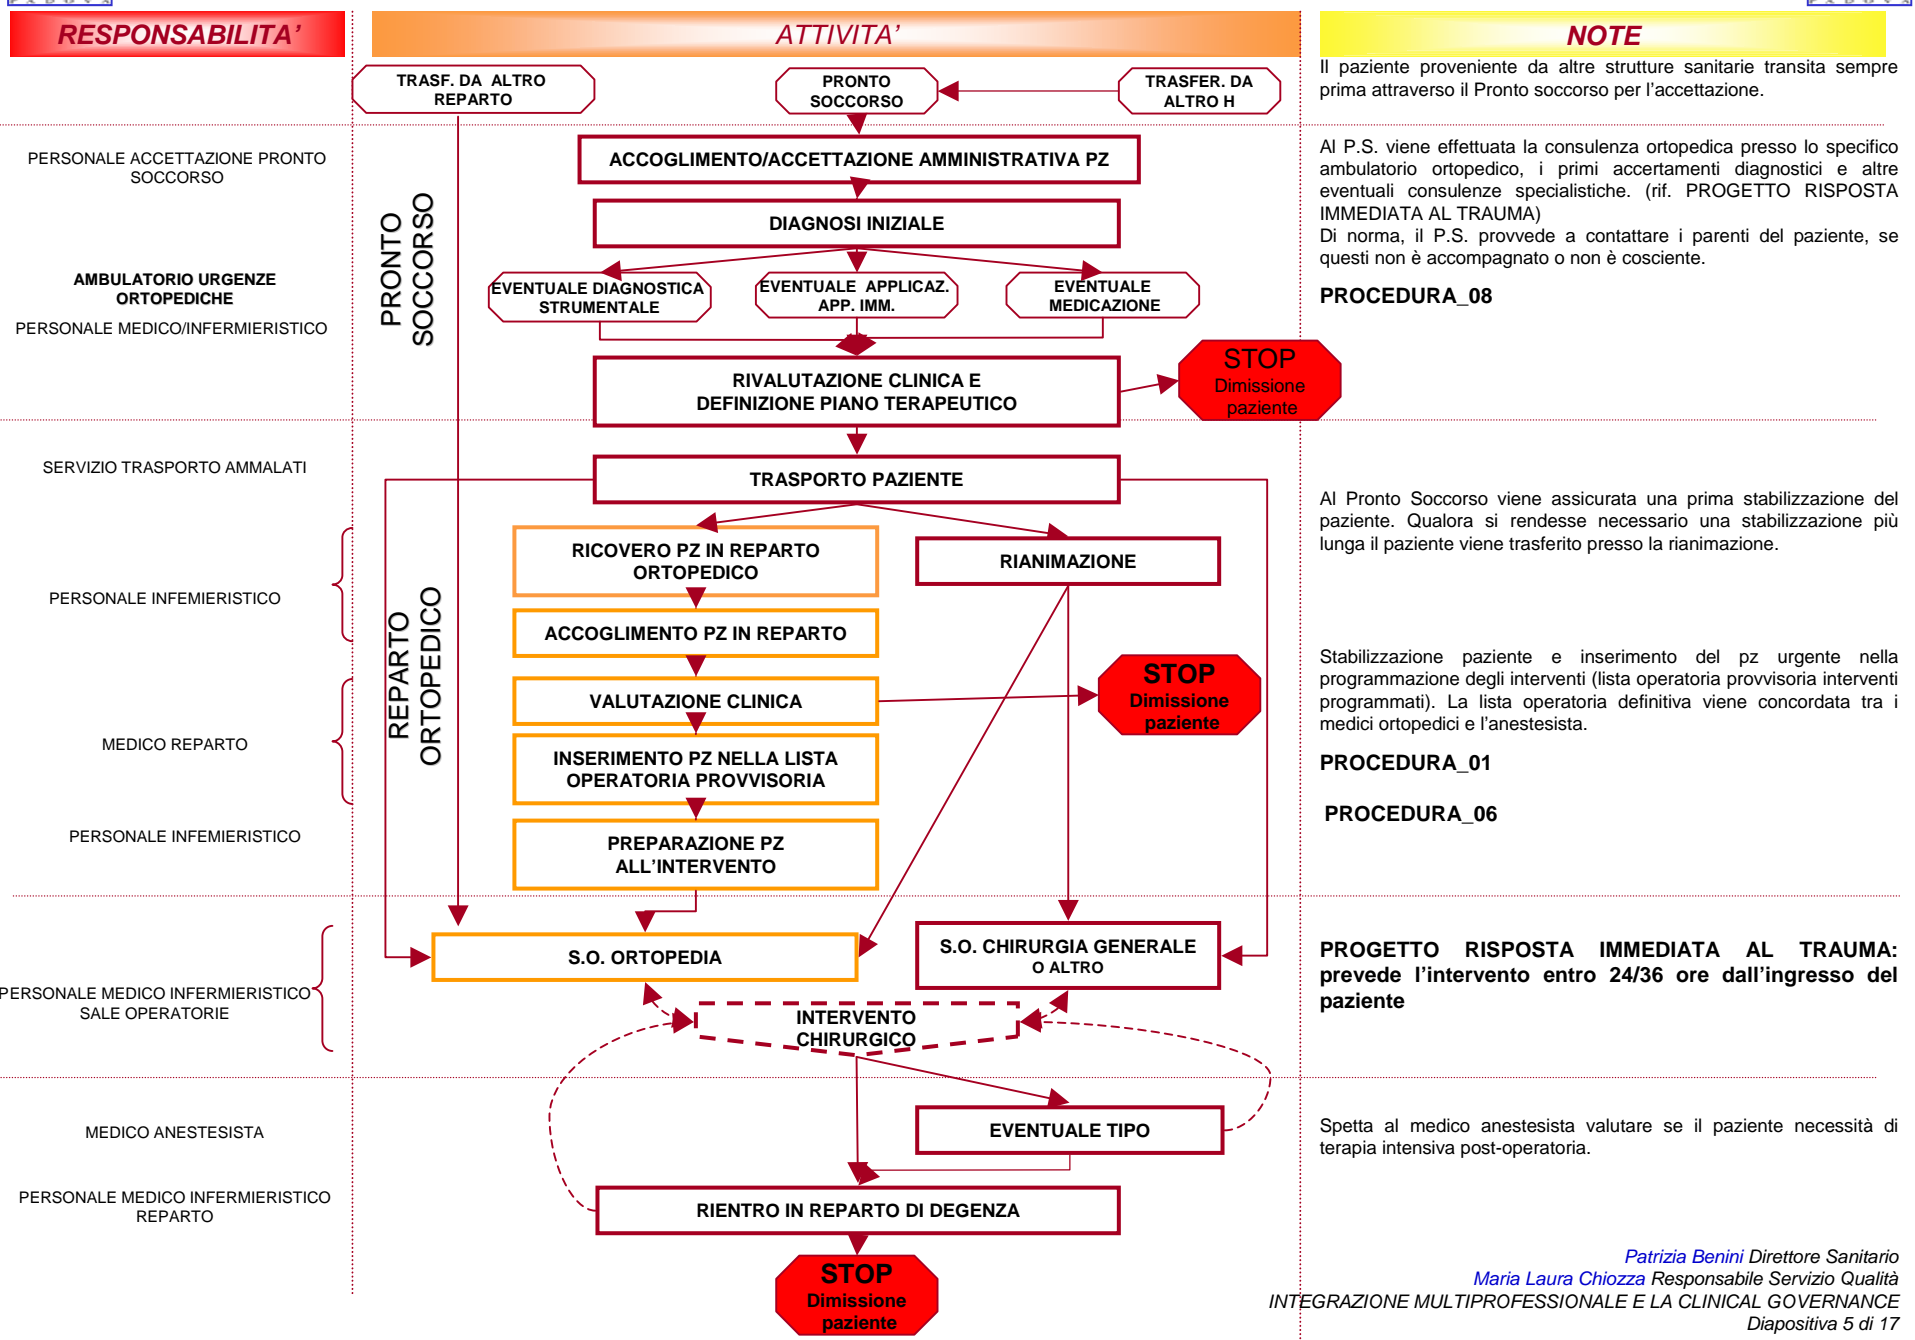 RESPONSABILITA’
ATTIVITA’
NOTE
TRASF. DA ALTRO
REPARTO
PRONTO
SOCCORSO
TRASFER. DA
ALTRO H
Il paziente proveniente da altre strutture sanitarie transita sempre
prima attraverso il Pronto soccorso per l’accettazione.
PERSONALE ACCETTAZIONE PRONTO
SOCCORSO
ACCOGLIMENTO/ACCETTAZIONE AMMINISTRATIVA PZ
Al P.S. viene effettuata la consulenza ortopedica presso lo specifico
ambulatorio ortopedico, i primi accertamenti diagnostici e altre
eventuali consulenze specialistiche. (rif. PROGETTO RISPOSTA
IMMEDIATA AL TRAUMA)
Di norma, il P.S. provvede a contattare i parenti del paziente, se
questi non è accompagnato o non è cosciente.
PROCEDURA_08
PRONTO
SOCCORSO
DIAGNOSI INIZIALE
AMBULATORIO URGENZE
ORTOPEDICHE
PERSONALE MEDICO/INFERMIERISTICO
EVENTUALE DIAGNOSTICA
STRUMENTALE
EVENTUALE APPLICAZ.
APP. IMM.
EVENTUALE
MEDICAZIONE
RIVALUTAZIONE CLINICA E
DEFINIZIONE PIANO TERAPEUTICO
STOP
Dimissione
paziente
SERVIZIO TRASPORTO AMMALATI
TRASPORTO PAZIENTE
Al Pronto Soccorso viene assicurata una prima stabilizzazione del
paziente. Qualora si rendesse necessario una stabilizzazione più
lunga il paziente viene trasferito presso la rianimazione.
RICOVERO PZ IN REPARTO
ORTOPEDICO
RIANIMAZIONE
PERSONALE INFEMIERISTICO
REPARTO
ORTOPEDICO
ACCOGLIMENTO PZ IN REPARTO
Stabilizzazione paziente e inserimento del pz urgente nella
programmazione degli interventi (lista operatoria provvisoria interventi
programmati). La lista operatoria definitiva viene concordata tra i
medici ortopedici e l’anestesista.
PROCEDURA_01
PROCEDURA_06
VALUTAZIONE CLINICA
STOP
Dimissione
paziente
MEDICO REPARTO
INSERIMENTO PZ NELLA LISTA
OPERATORIA PROVVISORIA
PERSONALE INFEMIERISTICO
PREPARAZIONE PZ
ALL’INTERVENTO
S.O. ORTOPEDIA
S.O. CHIRURGIA GENERALE
O ALTRO
PROGETTO RISPOSTA IMMEDIATA AL TRAUMA:
prevede l’intervento entro 24/36 ore dall’ingresso del
paziente
PERSONALE MEDICO INFERMIERISTICO
SALE OPERATORIE
INTERVENTO
CHIRURGICO
MEDICO ANESTESISTA
EVENTUALE TIPO
Spetta al medico anestesista valutare se il paziente necessità di
terapia intensiva post-operatoria.
PERSONALE MEDICO INFERMIERISTICO
REPARTO
RIENTRO IN REPARTO DI DEGENZA
STOP
Dimissione
paziente
Patrizia Benini Direttore Sanitario
Maria Laura Chiozza Responsabile Servizio Qualità
INTEGRAZIONE MULTIPROFESSIONALE E LA CLINICAL GOVERNANCE
Diapositiva 5 di 17